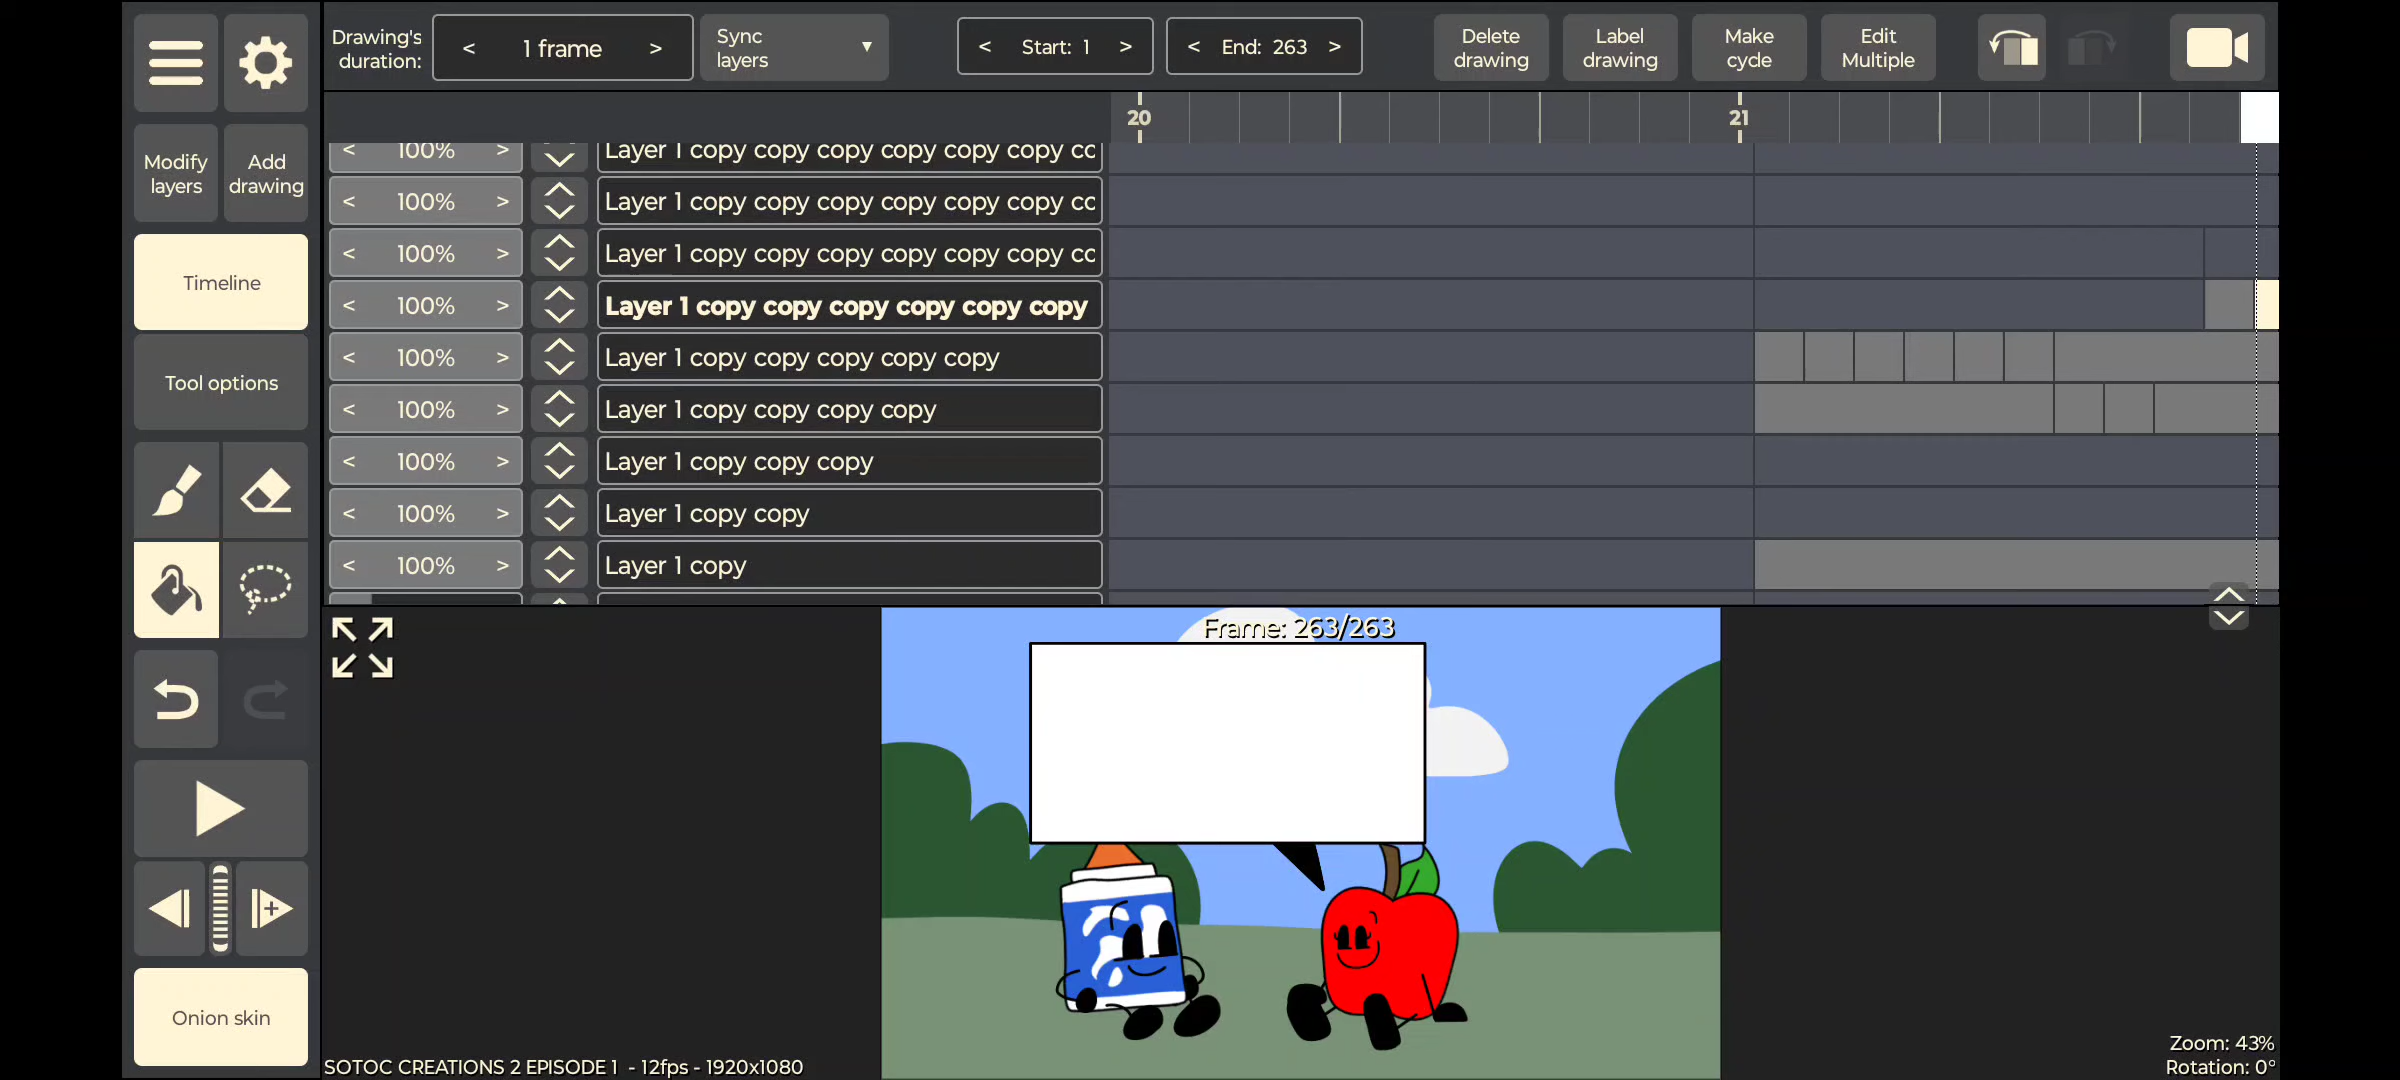 Drawing's
duration:
< 1 frame >
Sync
layers
< Start: 1 >
< End: 263 >
Delete
drawing
Label
drawing
Make
cycle
Edit
Multiple
Modify
layers
Add
drawing
Timeline
Tool options
Onion skin
20
21
< 100% > Layer 1 copy copy copy copy copy copy cc
< 100% > Layer 1 copy copy copy copy copy copy cc
< 100% > Layer 1 copy copy copy copy copy copy cc
< 100% > Layer 1 copy copy copy copy copy copy
< 100% > Layer 1 copy copy copy copy copy
< 100% > Layer 1 copy copy copy copy
< 100% > Layer 1 copy copy copy
< 100% > Layer 1 copy copy
< 100% > Layer 1 copy
Frame: 263/263
SOTOC CREATIONS 2 EPISODE 1 - 12fps - 1920x1080
Zoom: 43%
Rotation: 0°